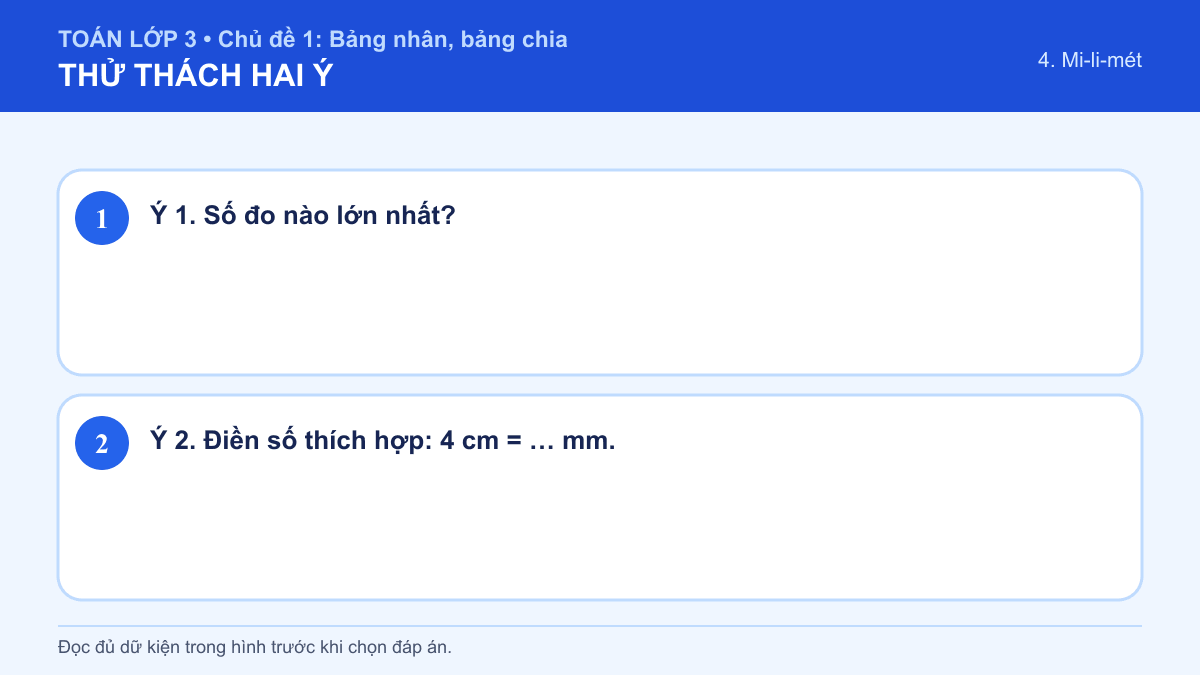 TOÁN LỚP 3 • Chủ đề 1: Bảng nhân, bảng chia
THỬ THÁCH HAI Ý
4. Mi-li-mét
1
Ý 1. Số đo nào lớn nhất?
2
Ý 2. Điền số thích hợp: 4 cm = … mm.
Đọc đủ dữ kiện trong hình trước khi chọn đáp án.